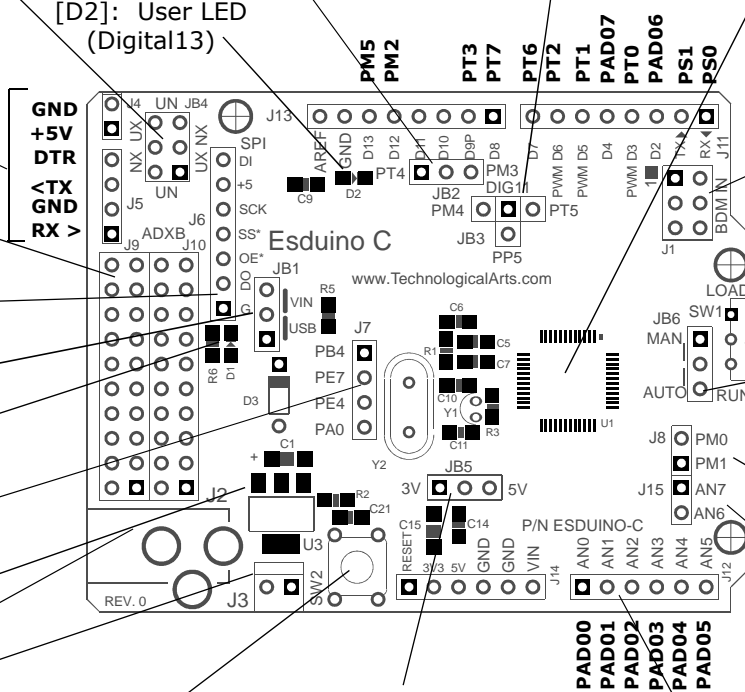 [D2]: User LED
(Digital13)
PM5
PM2
PT3
PT7
PT6
PT2
PT1
PAD07
PT0
PAD06
PS1
PS0
GND
+5V
DTR
<TX
GND
RX >
J4
UN
JB4
NX UX
UX NX
UN
J5
SPI
DI
+5
SCK
SS*
OE*
DO
G
J6
J9
ADXB
J10
J13
AREF
GND
D13
D12
D11
D10
D9P
D8
D7
PWM D6
PWM D5
D4
PWM D3
D2
TX
RX
J11
C9
D2
PT4
PM3
JB2
DIG11
PM4
PT5
JB3
PP5
1
BDM IN
J1
Esduino C
www.TechnologicalArts.com
JB1
VIN
USB
R5
R6
D1
D3
J7
PB4
PE7
PE4
PA0
C6
R1
C5
C7
C10
Y1
R3
C11
Y2
U1
LOAD
SW1
JB6
MAN
AUTO
RUN
J8
PM0
PM1
J15
AN7
AN6
+
C1
J2
U3
R2
C21
JB5
3V
5V
C15
C14
P/N ESDUINO-C
RESET
3V3
5V
GND
GND
VIN
J14
AN0
AN1
AN2
AN3
AN4
AN5
J12
REV. 0
J3
SW2
PAD00
PAD01
PAD02
PAD03
PAD04
PAD05